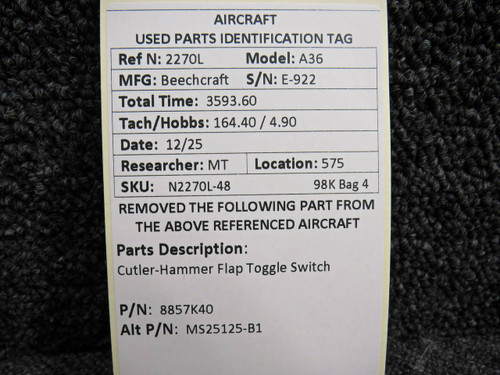 AIRCRAFT
USED PARTS IDENTIFICATION TAG
Ref N: 2270L Model: A36
MFG: Beechcraft S/N: E-922
Total Time: 3593.60
Tach/Hobbs: 164.40 / 4.90
Date: 12/25
Researcher: MT Location: 575
SKU: N2270L-48 98K Bag 4
REMOVED THE FOLLOWING PART FROM
THE ABOVE REFERENCED AIRCRAFT
Parts Description:
Cutler-Hammer Flap Toggle Switch
P/N: 8857K40
Alt P/N: MS25125-B1